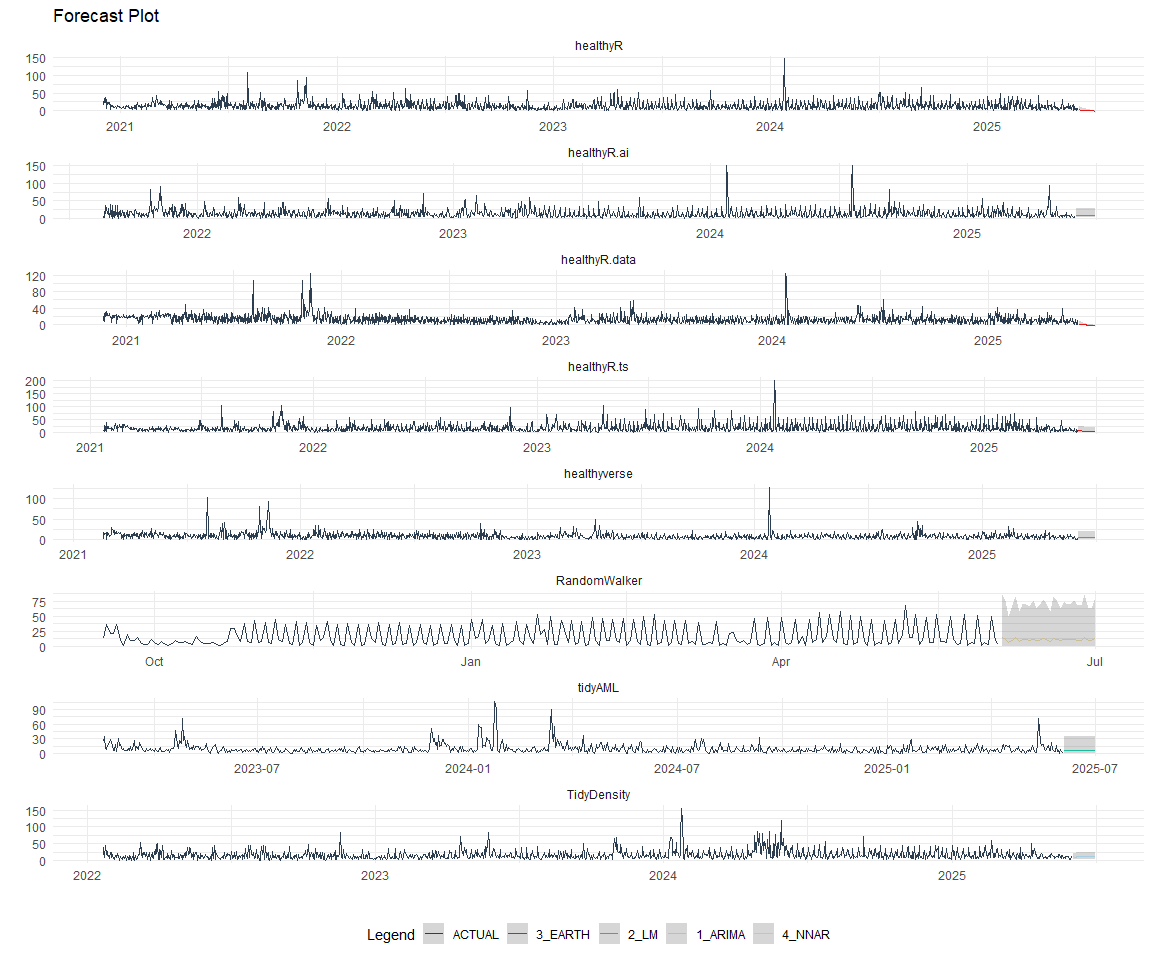 Forecast Plot
healthyR
150
100
50
0
2021 2022 2023 2024 2025
healthyR.ai
150
100
50
0
2022 2023 2024 2025
healthyR.data
120
80
40
0
2021 2022 2023 2024 2025
healthyR.ts
200
150
100
50
0
2021 2022 2023 2024 2025
healthyverse
100
50
0
2021 2022 2023 2024 2025
RandomWalker
75
50
25
0
Oct Jan Apr Jul
tidyAML
90
60
30
0
2023-07 2024-01 2024-07 2025-01 2025-07
TidyDensity
150
100
50
0
2022 2023 2024 2025
Legend ACTUAL 3_EARTH 2_LM 1_ARIMA 4_NNAR